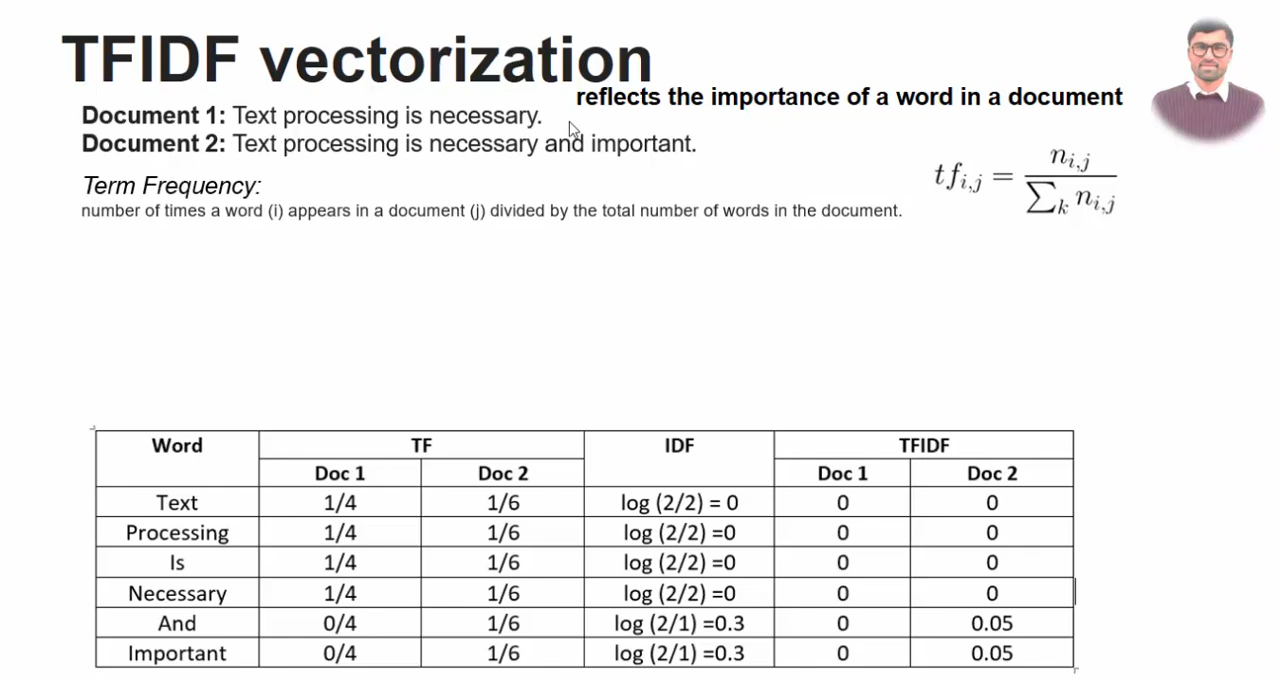 TFIDF vectorization
reflects the importance of a word in a document
Document 1: Text processing is necessary.
Document 2: Text processing is necessary and important.
Term Frequency:
number of times a word (i) appears in a document (j) divided by the total number of words in the document.
tf_{i,j} = \frac{n_{i,j}}{\sum_k n_{i,j}}
Word TF IDF TFIDF
Doc 1 Doc 2 Doc 1 Doc 2
Text 1/4 1/6 log (2/2) = 0 0 0
Processing 1/4 1/6 log (2/2) =0 0 0
Is 1/4 1/6 log (2/2) =0 0 0
Necessary 1/4 1/6 log (2/2) =0 0 0
And 0/4 1/6 log (2/1) =0.3 0 0.05
Important 0/4 1/6 log (2/1) =0.3 0 0.05